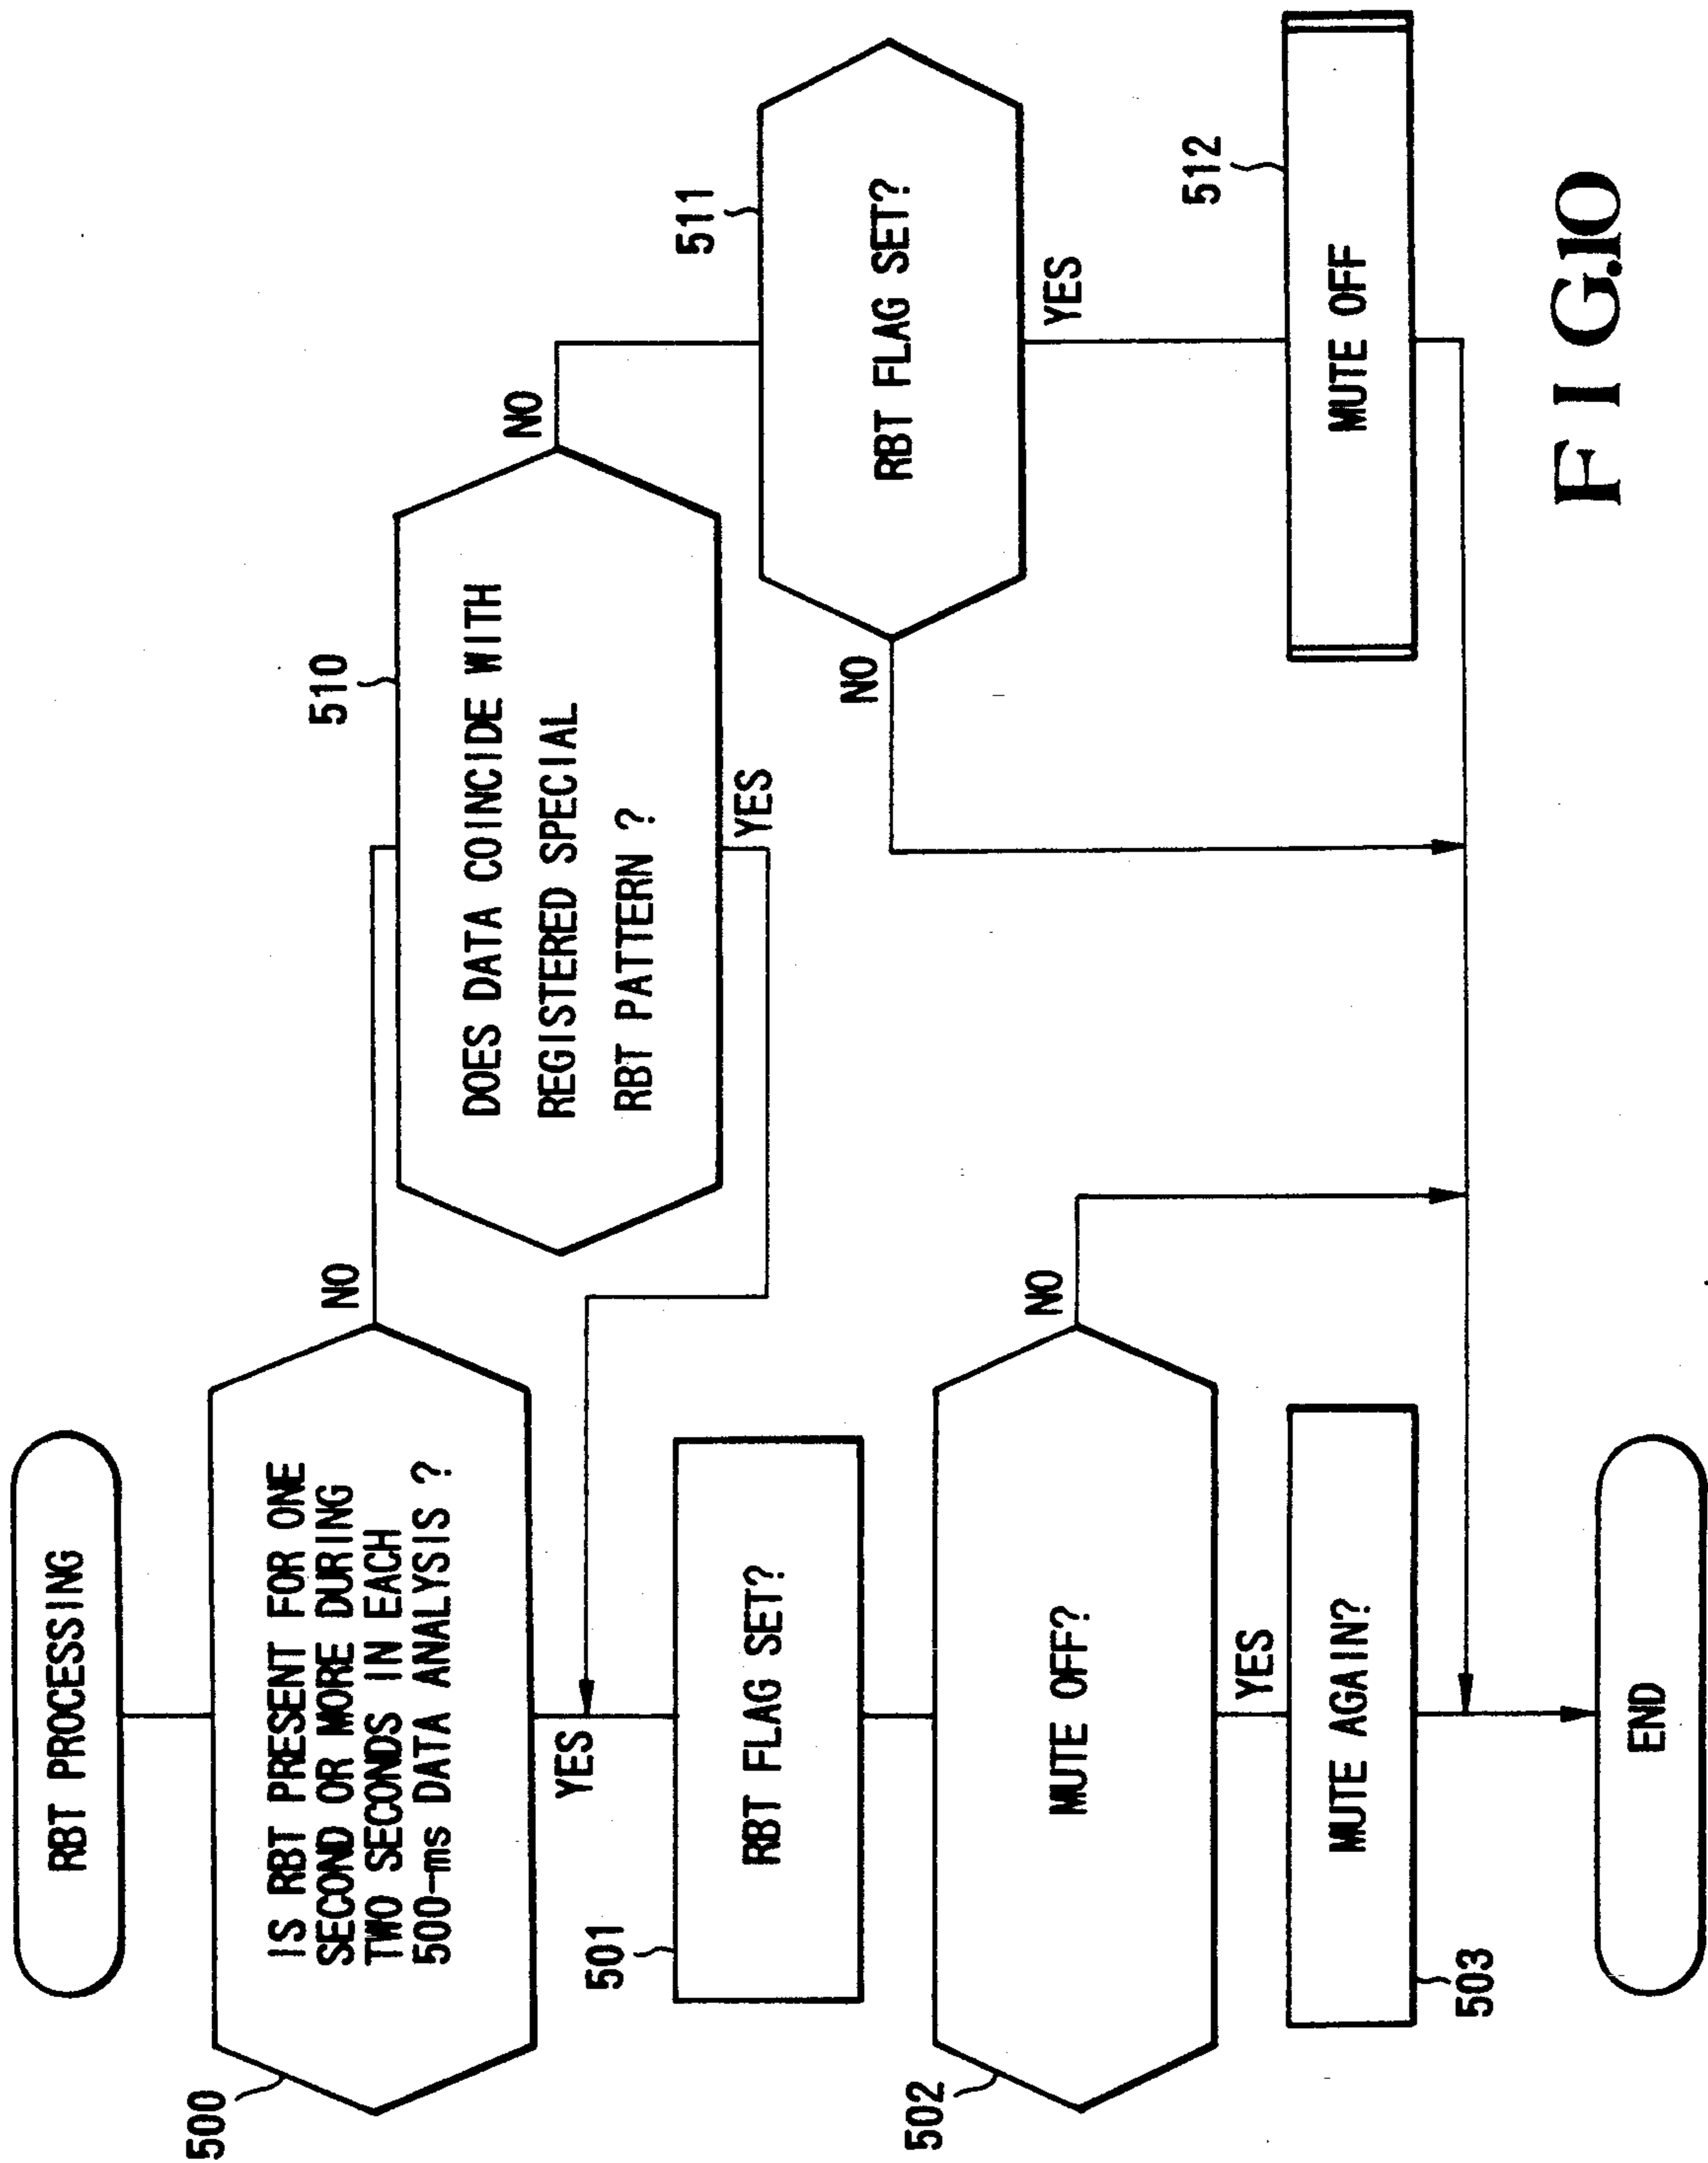 RBT PROCESSING
500
IS RBT PRESENT FOR ONE
SECOND OR MORE DURING
TWO SECONDS IN EACH
500-ms DATA ANALYSIS ?
NO
YES
510
DOES DATA COINCIDE WITH
REGISTERED SPECIAL
RBT PATTERN ?
NO
YES
501
RBT FLAG SET?
511
RBT FLAG SET?
NO
YES
502
MUTE OFF?
NO
YES
503
MUTE AGAIN?
512
MUTE OFF
END
FIG.10